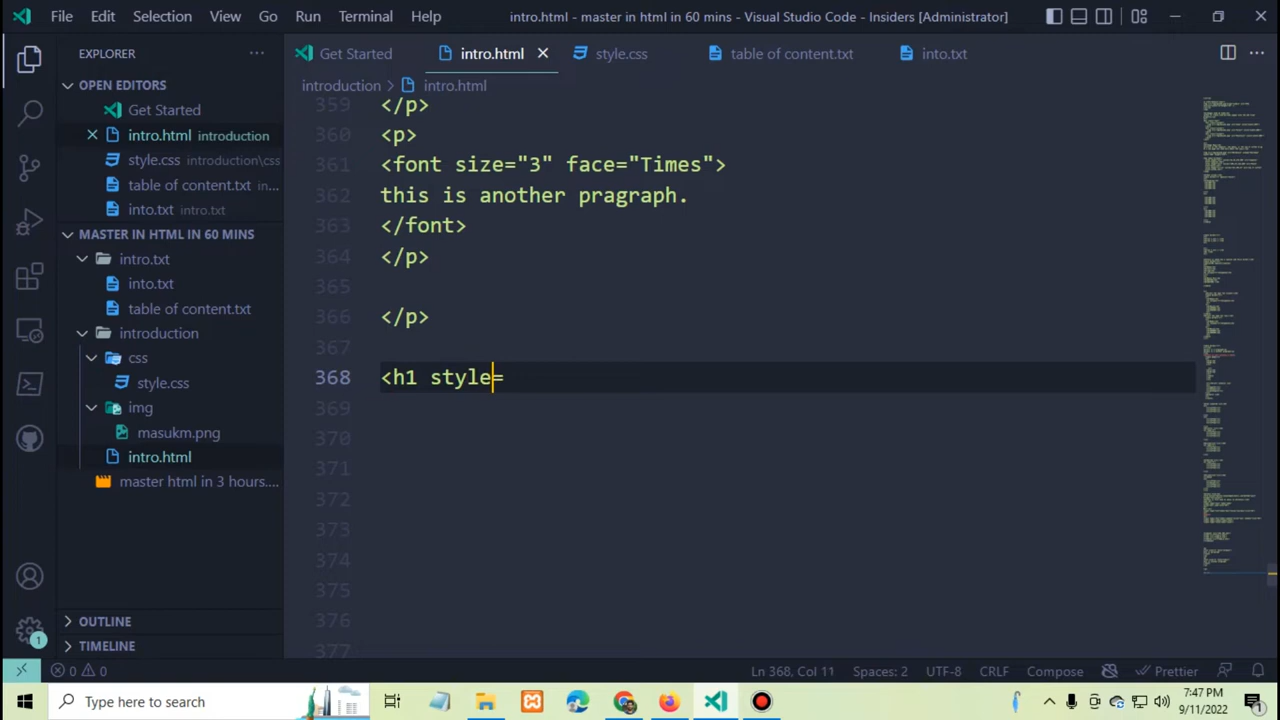 File Edit Selection View Go Run Terminal Help intro.html - master in html in 60 mins - Visual Studio Code - Insiders [Administrator]
EXPLORER
OPEN EDITORS
Get Started
intro.html introduction
style.css introduction\css
table of content.txt in...
into.txt intro.txt
MASTER IN HTML IN 60 MINS
intro.txt
into.txt
table of content.txt
introduction
css
style.css
img
masukm.png
intro.html
master html in 3 hours....
OUTLINE
TIMELINE
Get Started intro.html style.css table of content.txt into.txt
introduction > intro.html
359 </p>
360 <p>
361 <font size="3" face="Times">
362 this is another pragraph.
363 </font>
364 </p>
365
366 </p>
367
368 <h1 style=
369
370
371
372
373
374
375
376
377
1
0 0 Ln 368, Col 11 Spaces: 2 UTF-8 CRLF Compose Prettier
Type here to search
7:47 PM
9/11/2022
1